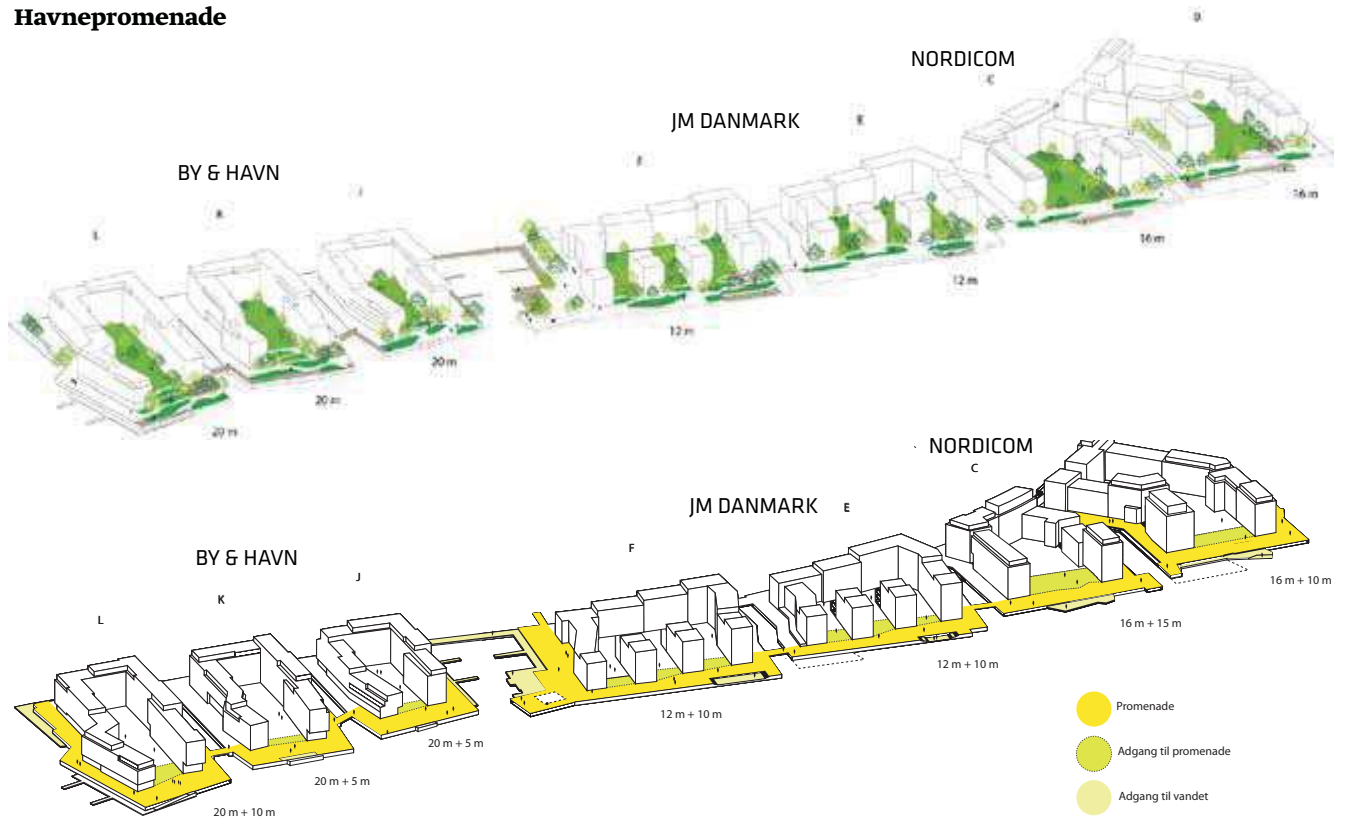 Havnepromenade
D
NORDICOM
C
JM DANMARK
E
F
BY & HAVN
J
K
L
16 m
16 m
12 m
12 m
20 m
20 m
20 m
NORDICOM
C
JM DANMARK
E
F
BY & HAVN
J
K
L
16 m + 10 m
16 m + 15 m
12 m + 10 m
12 m + 10 m
20 m + 5 m
20 m + 5 m
20 m + 10 m
Promenade
Adgang til promenade
Adgang til vandet